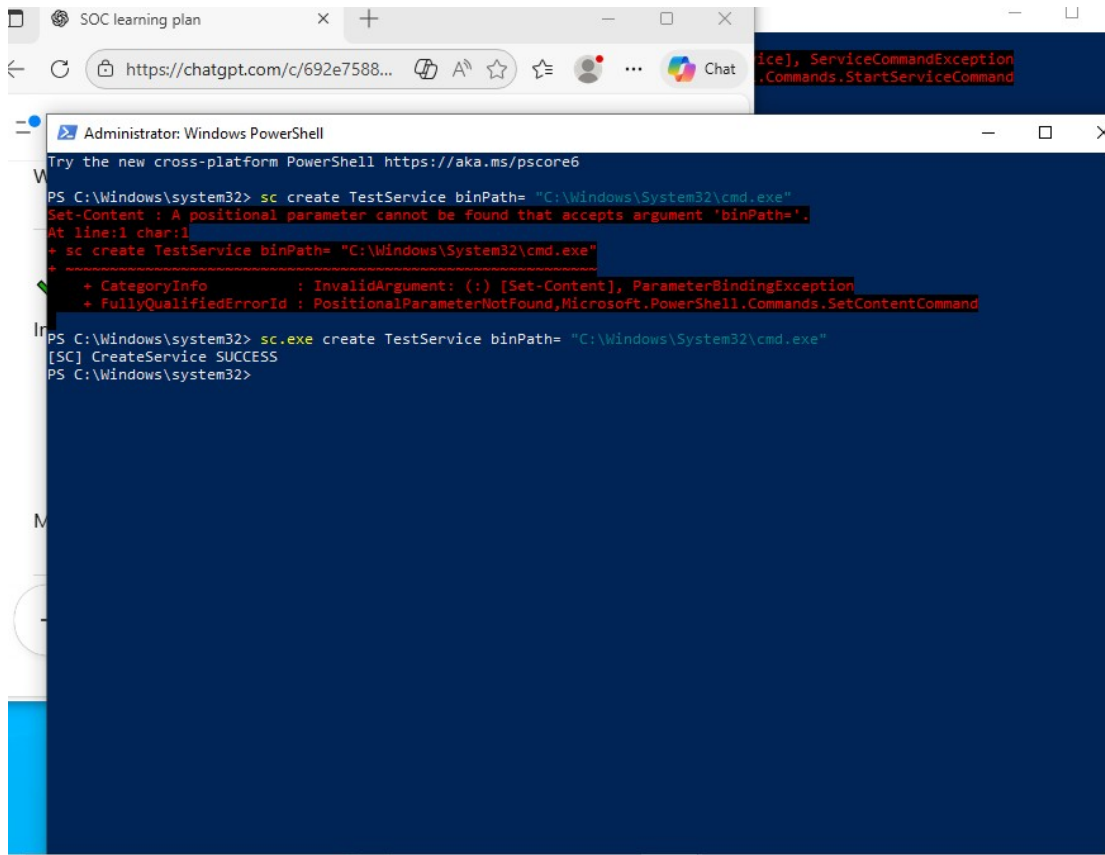 SOC learning plan
https://chatgpt.com/c/692e7588...
Chat
ice], ServiceCommandException
.Commands.StartServiceCommand
Administrator: Windows PowerShell
Try the new cross-platform PowerShell https://aka.ms/pscore6
PS C:\Windows\system32> sc create TestService binPath= "C:\Windows\System32\cmd.exe"
Set-Content : A positional parameter cannot be found that accepts argument 'binPath='.
At line:1 char:1
+ sc create TestService binPath= "C:\Windows\System32\cmd.exe"
+ ~~~~~~~~~~~~~~~~~~~~~~~~~~~~~~~~~~~~~~~~~~~~~~~~~~~~~~~~~~~~
+ CategoryInfo : InvalidArgument: (:) [Set-Content], ParameterBindingException
+ FullyQualifiedErrorId : PositionalParameterNotFound,Microsoft.PowerShell.Commands.SetContentCommand
PS C:\Windows\system32> sc.exe create TestService binPath= "C:\Windows\System32\cmd.exe"
[SC] CreateService SUCCESS
PS C:\Windows\system32>